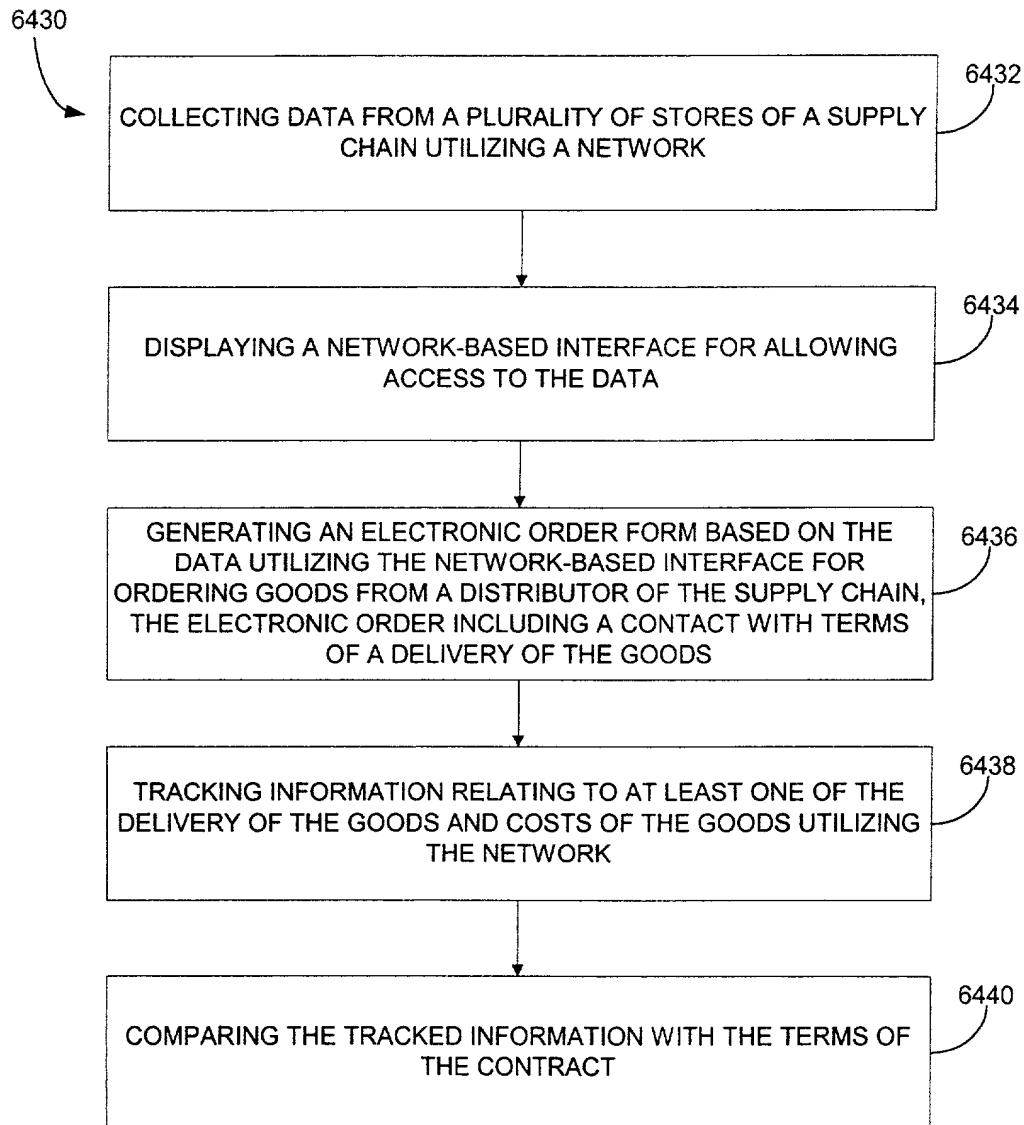 6430
6432
COLLECTING DATA FROM A PLURALITY OF STORES OF A SUPPLY
CHAIN UTILIZING A NETWORK
6434
DISPLAYING A NETWORK-BASED INTERFACE FOR ALLOWING
ACCESS TO THE DATA
6436
GENERATING AN ELECTRONIC ORDER FORM BASED ON THE
DATA UTILIZING THE NETWORK-BASED INTERFACE FOR
ORDERING GOODS FROM A DISTRIBUTOR OF THE SUPPLY CHAIN,
THE ELECTRONIC ORDER INCLUDING A CONTACT WITH TERMS
OF A DELIVERY OF THE GOODS
6438
TRACKING INFORMATION RELATING TO AT LEAST ONE OF THE
DELIVERY OF THE GOODS AND COSTS OF THE GOODS UTILIZING
THE NETWORK
6440
COMPARING THE TRACKED INFORMATION WITH THE TERMS OF
THE CONTRACT